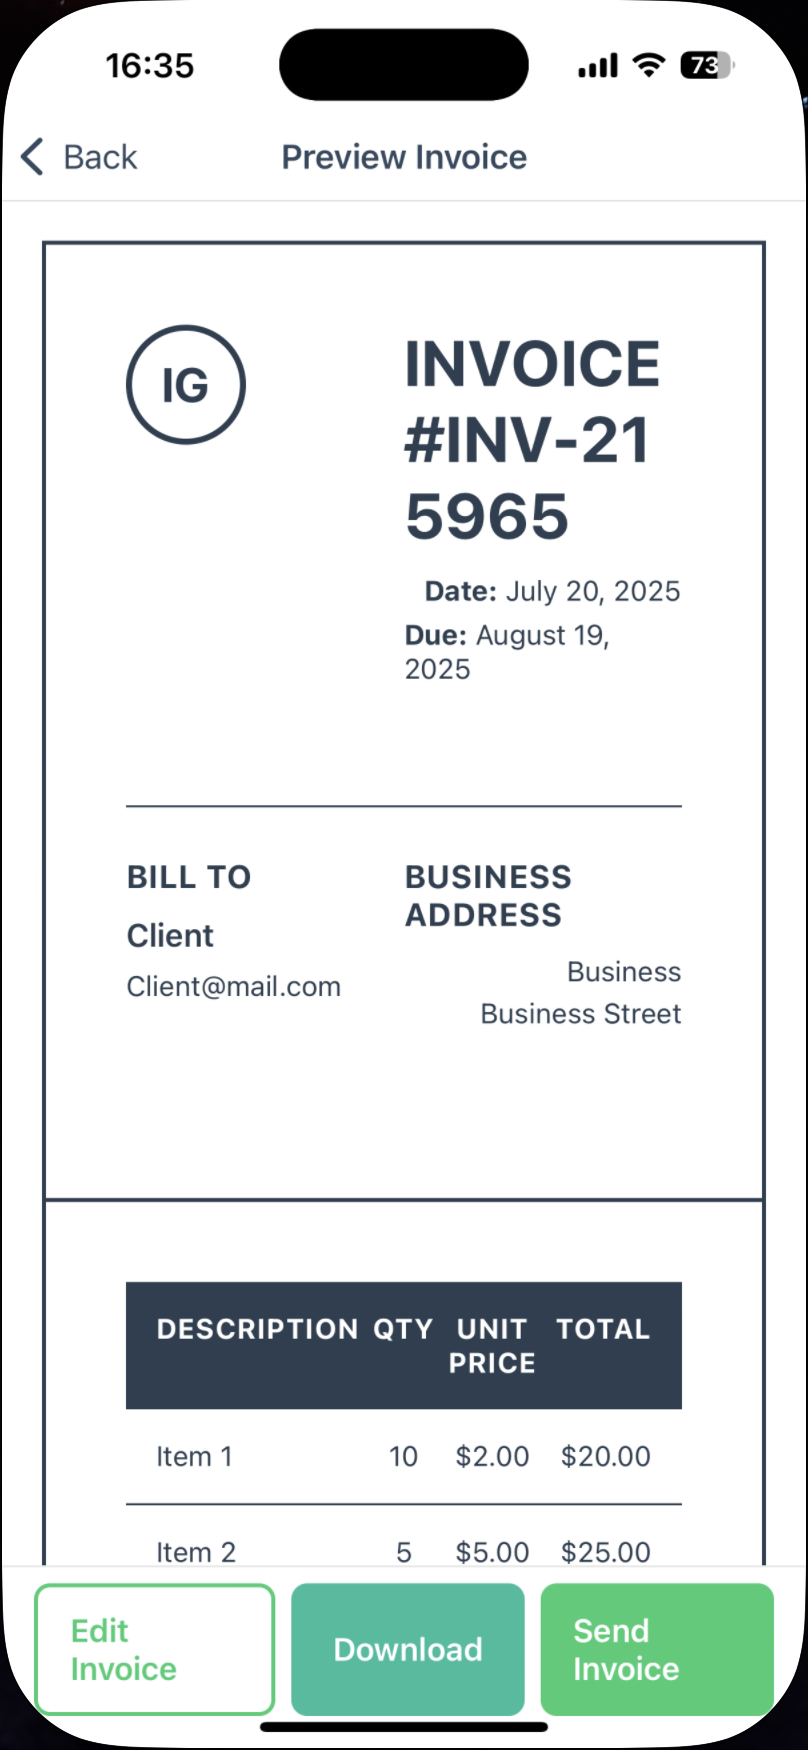 16:35
73
Back
Preview Invoice
IG
INVOICE
#INV-21
5965
Date: July 20, 2025
Due: August 19,
2025
BILL TO
Client
Client@mail.com
BUSINESS
ADDRESS
Business
Business Street
DESCRIPTION QTY UNIT PRICE TOTAL
Item 1 10 $2.00 $20.00
Item 2 5 $5.00 $25.00
Edit
Invoice
Download
Send
Invoice